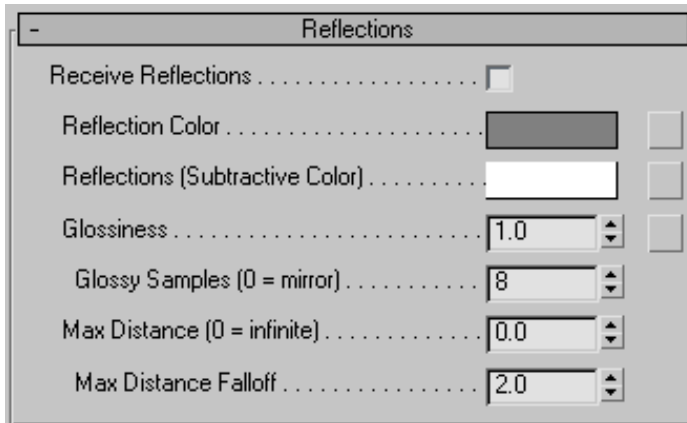 - Reflections
Receive Reflections . . . . . . . . . . . . . . . . . . .
Reflection Color . . . . . . . . . . . . . . . . . . . . . .
Reflections (Subtractive Color) . . . . . . . . . .
Glossiness . . . . . . . . . . . . . . . . . . . . . . . . . . 1.0
Glossy Samples (0 = mirror) . . . . . . . . . . . 8
Max Distance (0 = infinite) . . . . . . . . . . . . . 0.0
Max Distance Falloff . . . . . . . . . . . . . . . . . 2.0